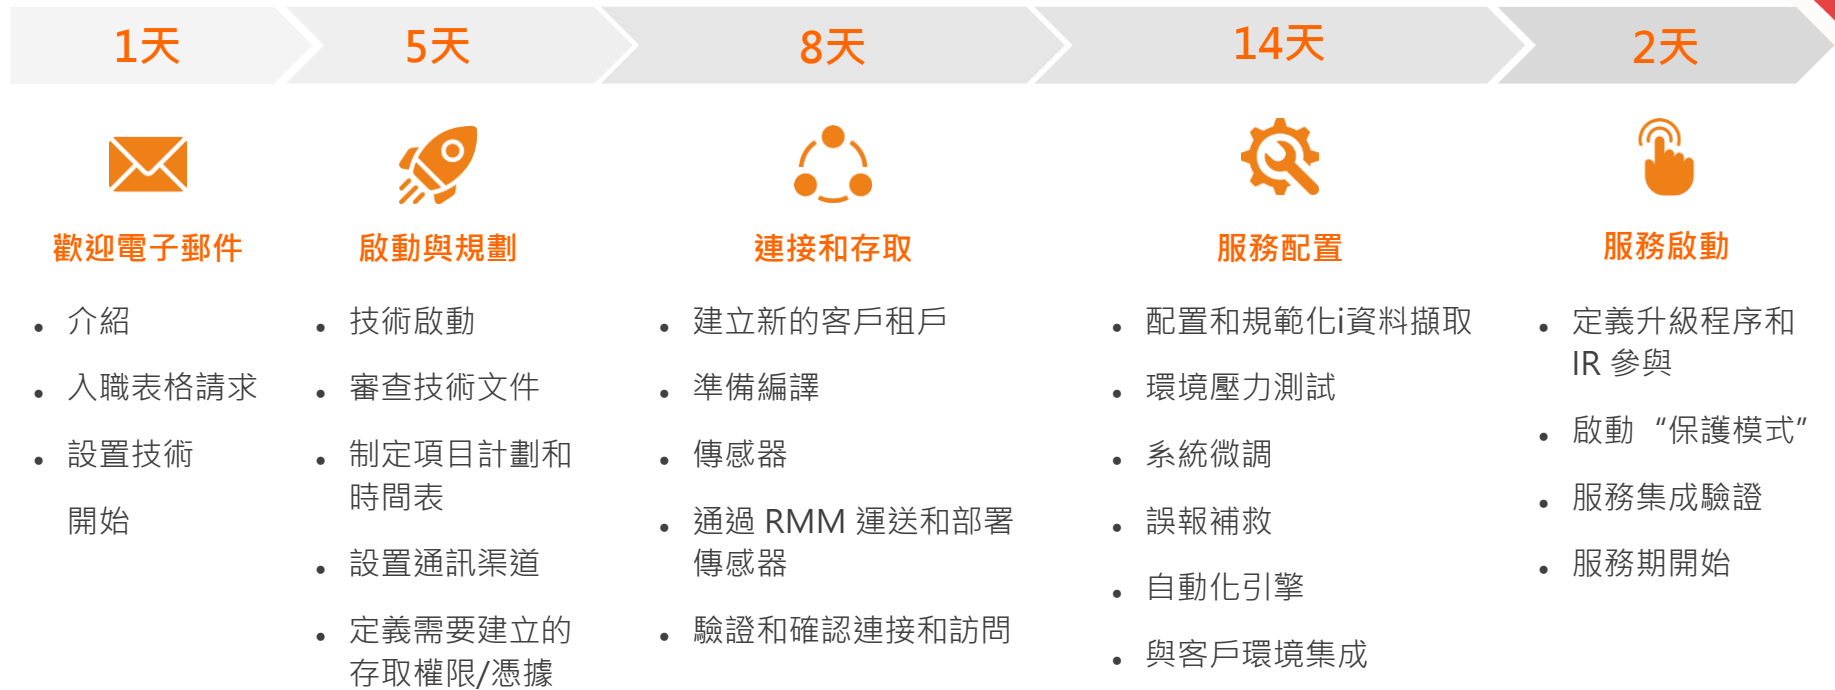 1天
5天
8天
14天
2天
歡迎電子郵件
介紹
入職表格請求
設置技術
開始
啟動與規劃
技術啟動
審查技術文件
制定項目計劃和
時間表
設置通訊渠道
定義需要建立的
存取權限/憑據
連接和存取
建立新的客戶租戶
準備編譯
傳感器
通過 RMM 運送和部署
傳感器
驗證和確認連接和訪問
服務配置
配置和規範化i資料擷取
環境壓力測試
系統微調
誤報補救
自動化引擎
與客戶環境集成
服務啟動
定義升級程序和
IR 參與
啟動“保護模式”
服務集成驗證
服務期開始